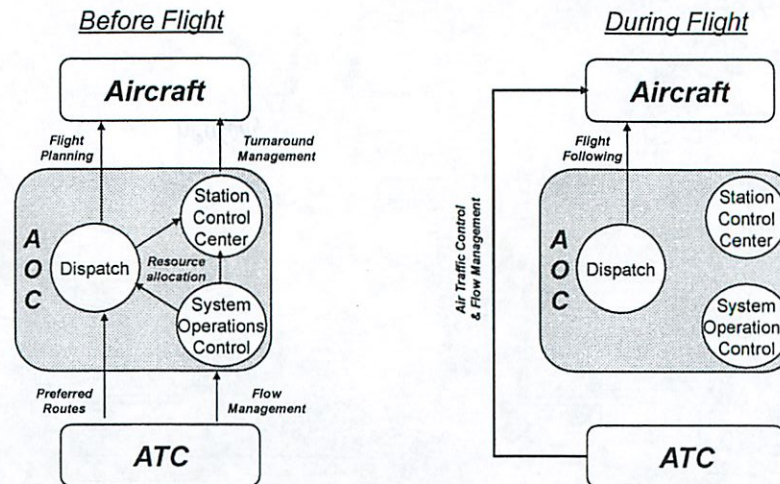 Before Flight
Aircraft
Flight
Planning
Turnaround
Management
Station
Control
Center
A
O
C
Dispatch
Resource
allocation
System
Operations
Control
Preferred
Routes
Flow
Management
ATC
During Flight
Aircraft
Flight
Following
Air Traffic Control
& Flow Management
Station
Control
Center
A
O
C
Dispatch
System
Operation
Control
ATC